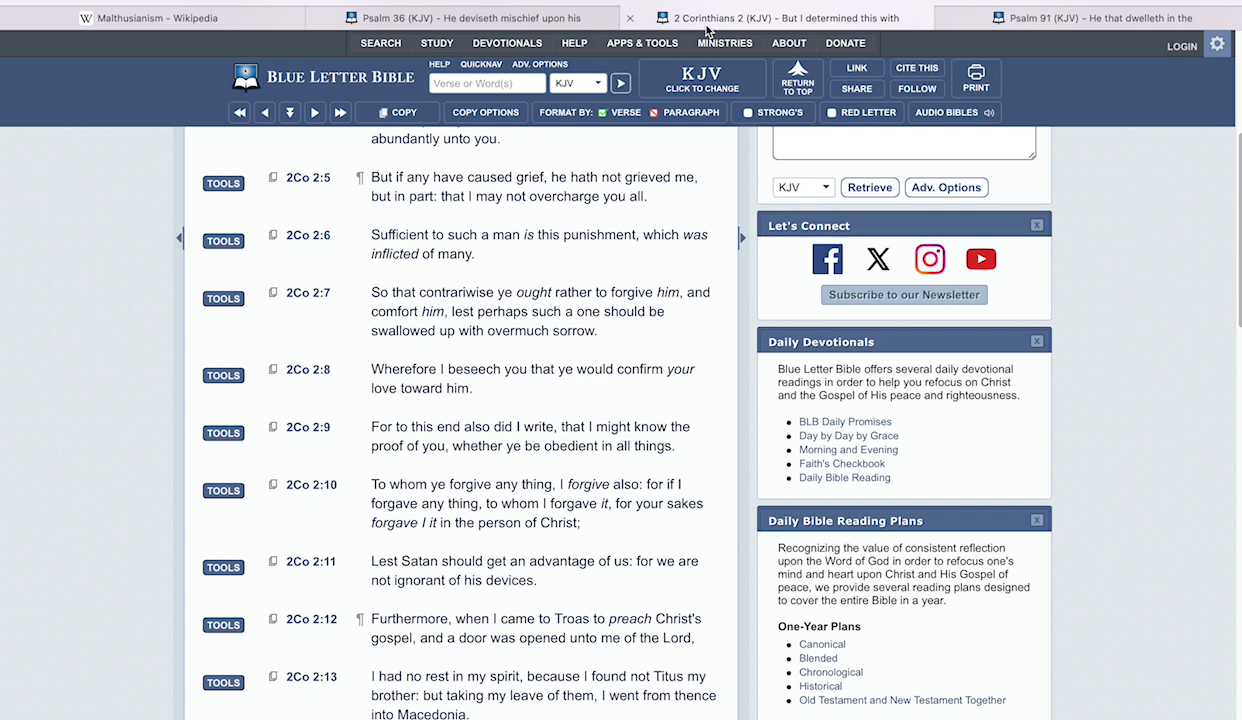 Malthusianism - Wikipedia
Psalm 36 (KJV) - He deviseth mischief upon his
2 Corinthians 2 (KJV) - But I determined this with
Psalm 91 (KJV) - He that dwelleth in the
SEARCH STUDY DEVOTIONALS HELP APPS & TOOLS MINISTRIES ABOUT DONATE
LOGIN
BLUE LETTER BIBLE
HELP QUICKNAV ADV. OPTIONS
Verse or Word(s)
KJV
KJV
CLICK TO CHANGE
RETURN
TO TOP
LINK
CITE THIS
SHARE
FOLLOW
PRINT
COPY
COPY OPTIONS
FORMAT BY: VERSE PARAGRAPH
STRONG'S
RED LETTER
AUDIO BIBLES
abundantly unto you.
TOOLS 2Co 2:5 ¶ But if any have caused grief, he hath not grieved me,
but in part: that I may not overcharge you all.
TOOLS 2Co 2:6 Sufficient to such a man is this punishment, which was
inflicted of many.
TOOLS 2Co 2:7 So that contrariwise ye ought rather to forgive him, and
comfort him, lest perhaps such a one should be
swallowed up with overmuch sorrow.
TOOLS 2Co 2:8 Wherefore I beseech you that ye would confirm your
love toward him.
TOOLS 2Co 2:9 For to this end also did I write, that I might know the
proof of you, whether ye be obedient in all things.
TOOLS 2Co 2:10 To whom ye forgive any thing, I forgive also: for if I
forgave any thing, to whom I forgave it, for your sakes
forgave I it in the person of Christ;
TOOLS 2Co 2:11 Lest Satan should get an advantage of us: for we are
not ignorant of his devices.
TOOLS 2Co 2:12 ¶ Furthermore, when I came to Troas to preach Christ's
gospel, and a door was opened unto me of the Lord,
TOOLS 2Co 2:13 I had no rest in my spirit, because I found not Titus my
brother: but taking my leave of them, I went from thence
into Macedonia.
KJV
Retrieve
Adv. Options
Let's Connect
X
Subscribe to our Newsletter
Daily Devotionals
X
Blue Letter Bible offers several daily devotional
readings in order to help you refocus on Christ
and the Gospel of His peace and righteousness.
BLB Daily Promises
Day by Day by Grace
Morning and Evening
Faith's Checkbook
Daily Bible Reading
Daily Bible Reading Plans
X
Recognizing the value of consistent reflection
upon the Word of God in order to refocus one's
mind and heart upon Christ and His Gospel of
peace, we provide several reading plans designed
to cover the entire Bible in a year.
One-Year Plans
Canonical
Blended
Chronological
Historical
Old Testament and New Testament Together